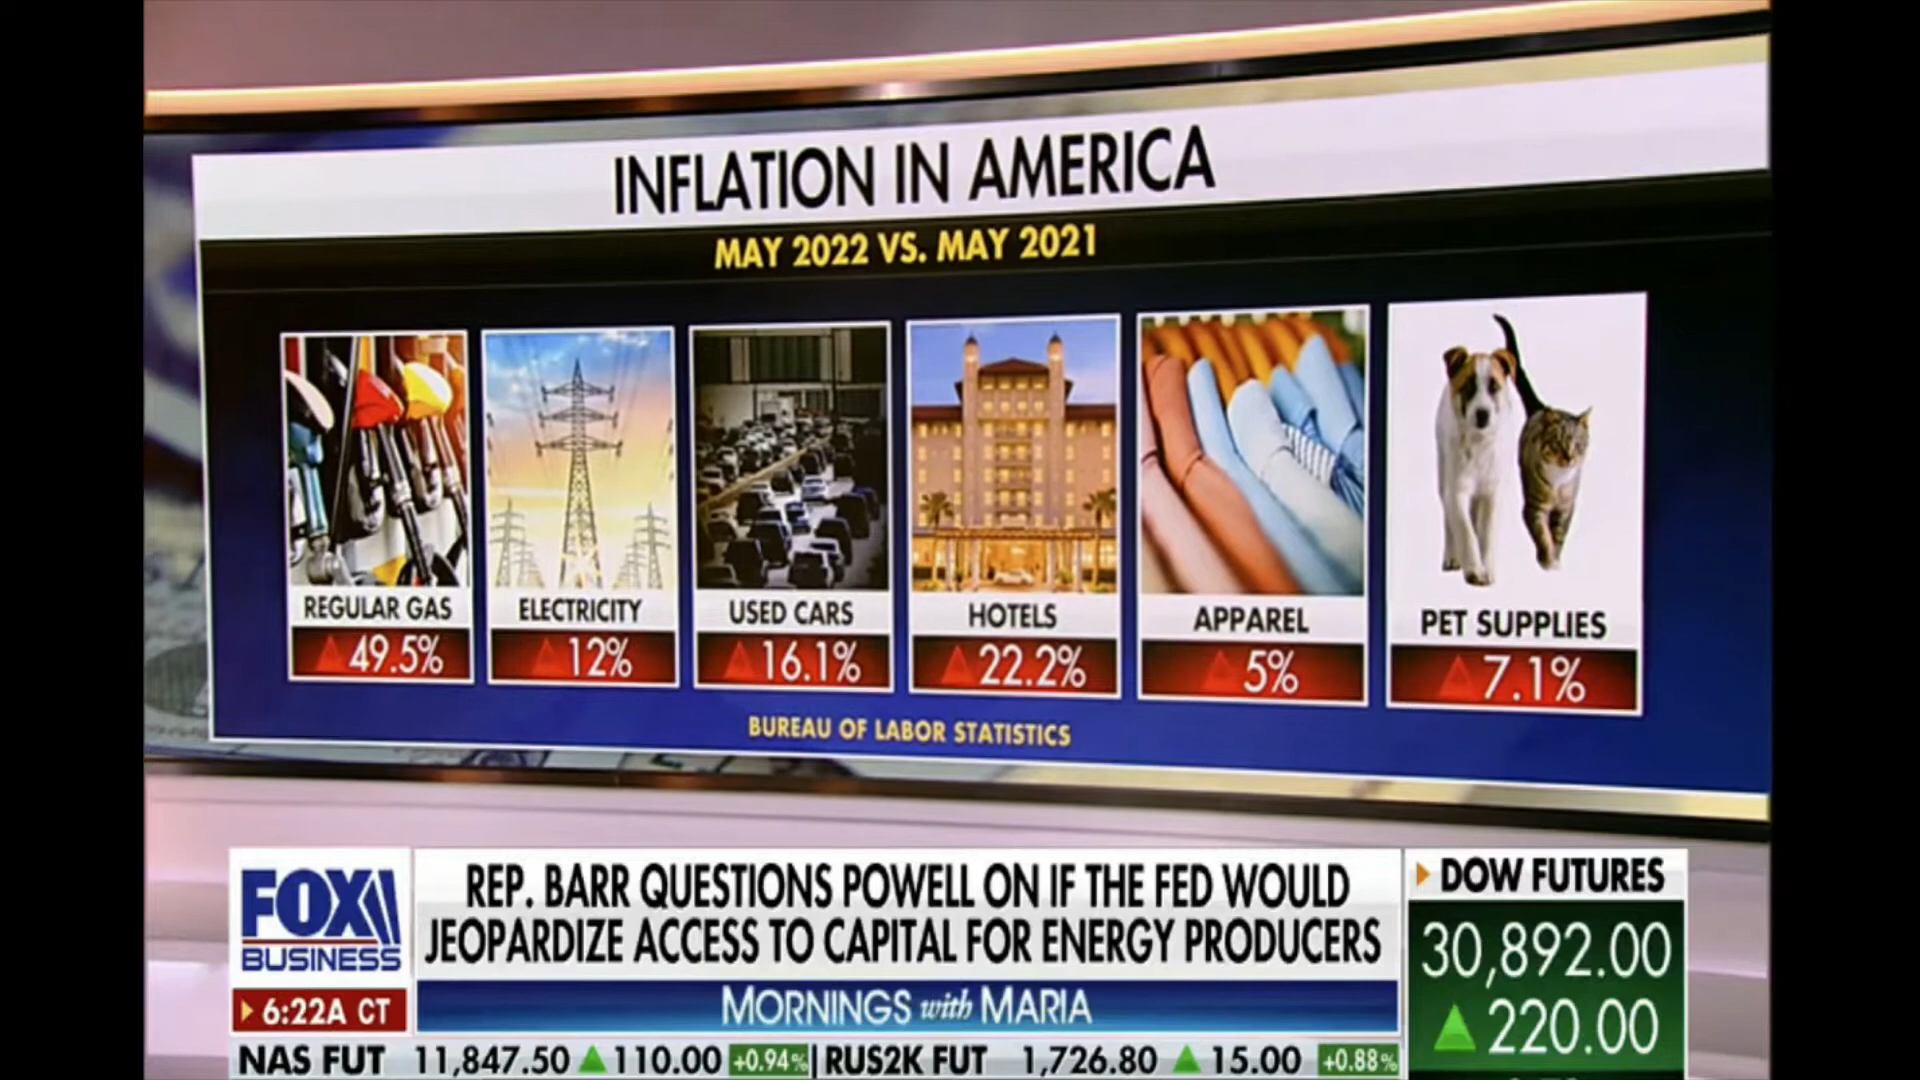 INFLATION IN AMERICA
MAY 2022 VS. MAY 2021
REGULAR GAS
49.5%
ELECTRICITY
12%
USED CARS
16.1%
HOTELS
22.2%
APPAREL
5%
PET SUPPLIES
7.1%
BUREAU OF LABOR STATISTICS
FOX
BUSINESS
6:22A CT
REP. BARR QUESTIONS POWELL ON IF THE FED WOULD
JEOPARDIZE ACCESS TO CAPITAL FOR ENERGY PRODUCERS
MORNINGS with MARIA
DOW FUTURES
30,892.00
220.00
NAS FUT 11,847.50 110.00 +0.94% RUS2K FUT 1,726.80 15.00 +0.88%